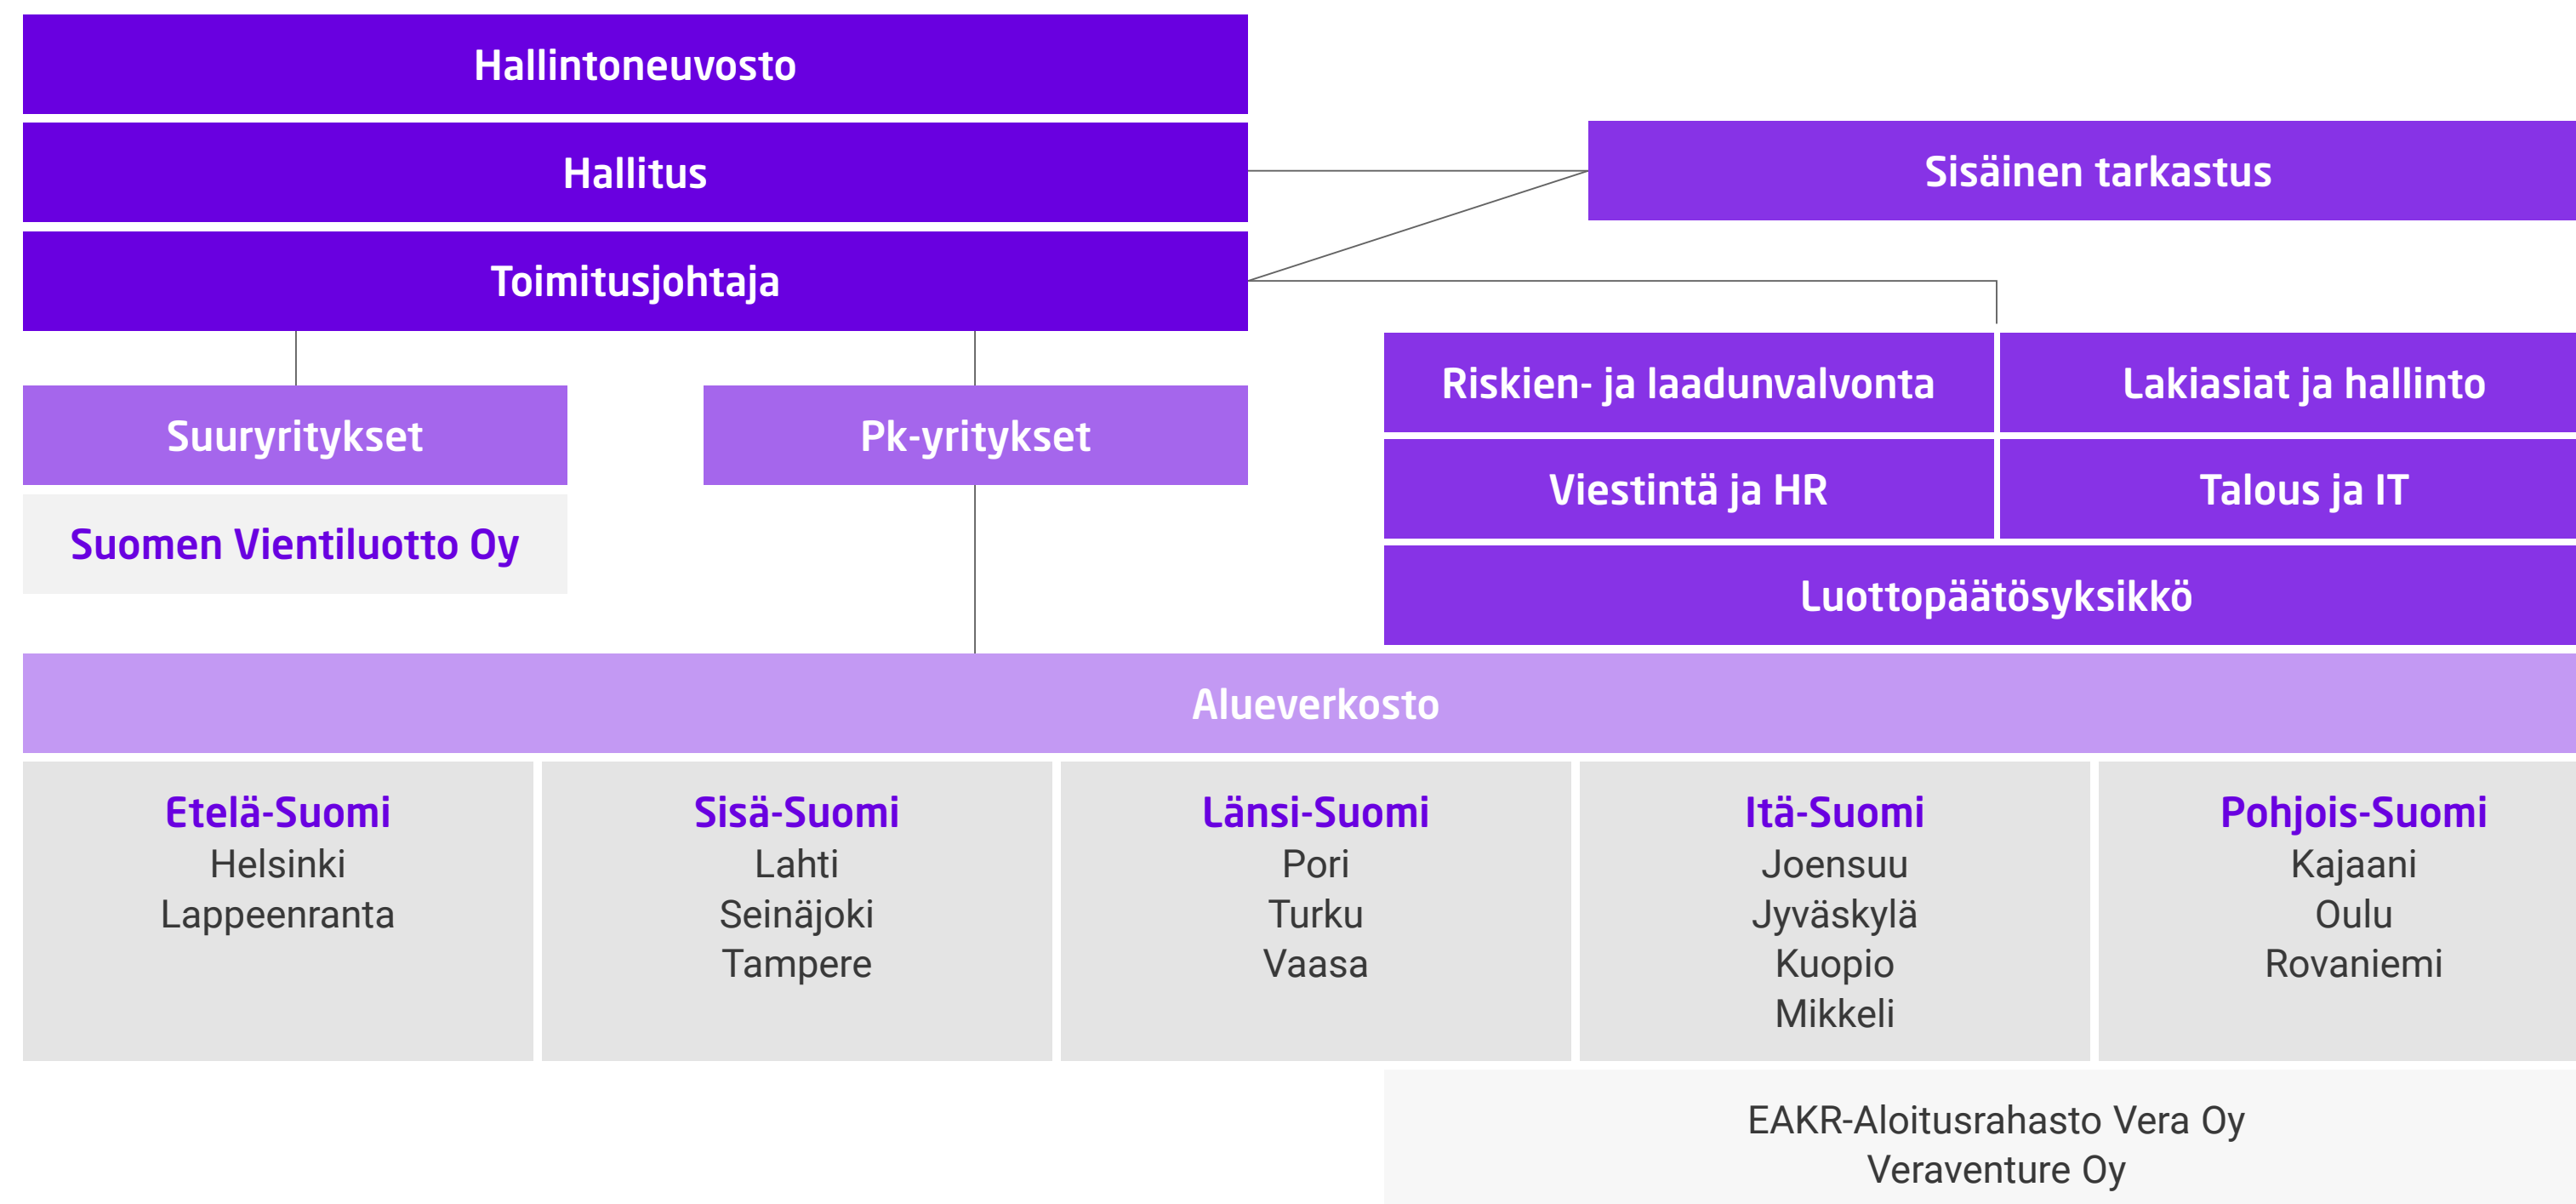 Hallintoneuvosto
Hallitus
Sisäinen tarkastus
Toimitusjohtaja
Suuryritykset
Pk-yritykset
Riskien- ja laadunvalvonta
Lakiasiat ja hallinto
Suomen Vientiluotto Oy
Viestintä ja HR
Talous ja IT
Luottopäätösyksikkö
Alueverkosto
Etelä-Suomi
Helsinki
Lappeenranta
Sisä-Suomi
Lahti
Seinäjoki
Tampere
Länsi-Suomi
Pori
Turku
Vaasa
Itä-Suomi
Joensuu
Jyväskylä
Kuopio
Mikkeli
Pohjois-Suomi
Kajaani
Oulu
Rovaniemi
EAKR-Aloitusrahasto Vera Oy
Veraventure Oy